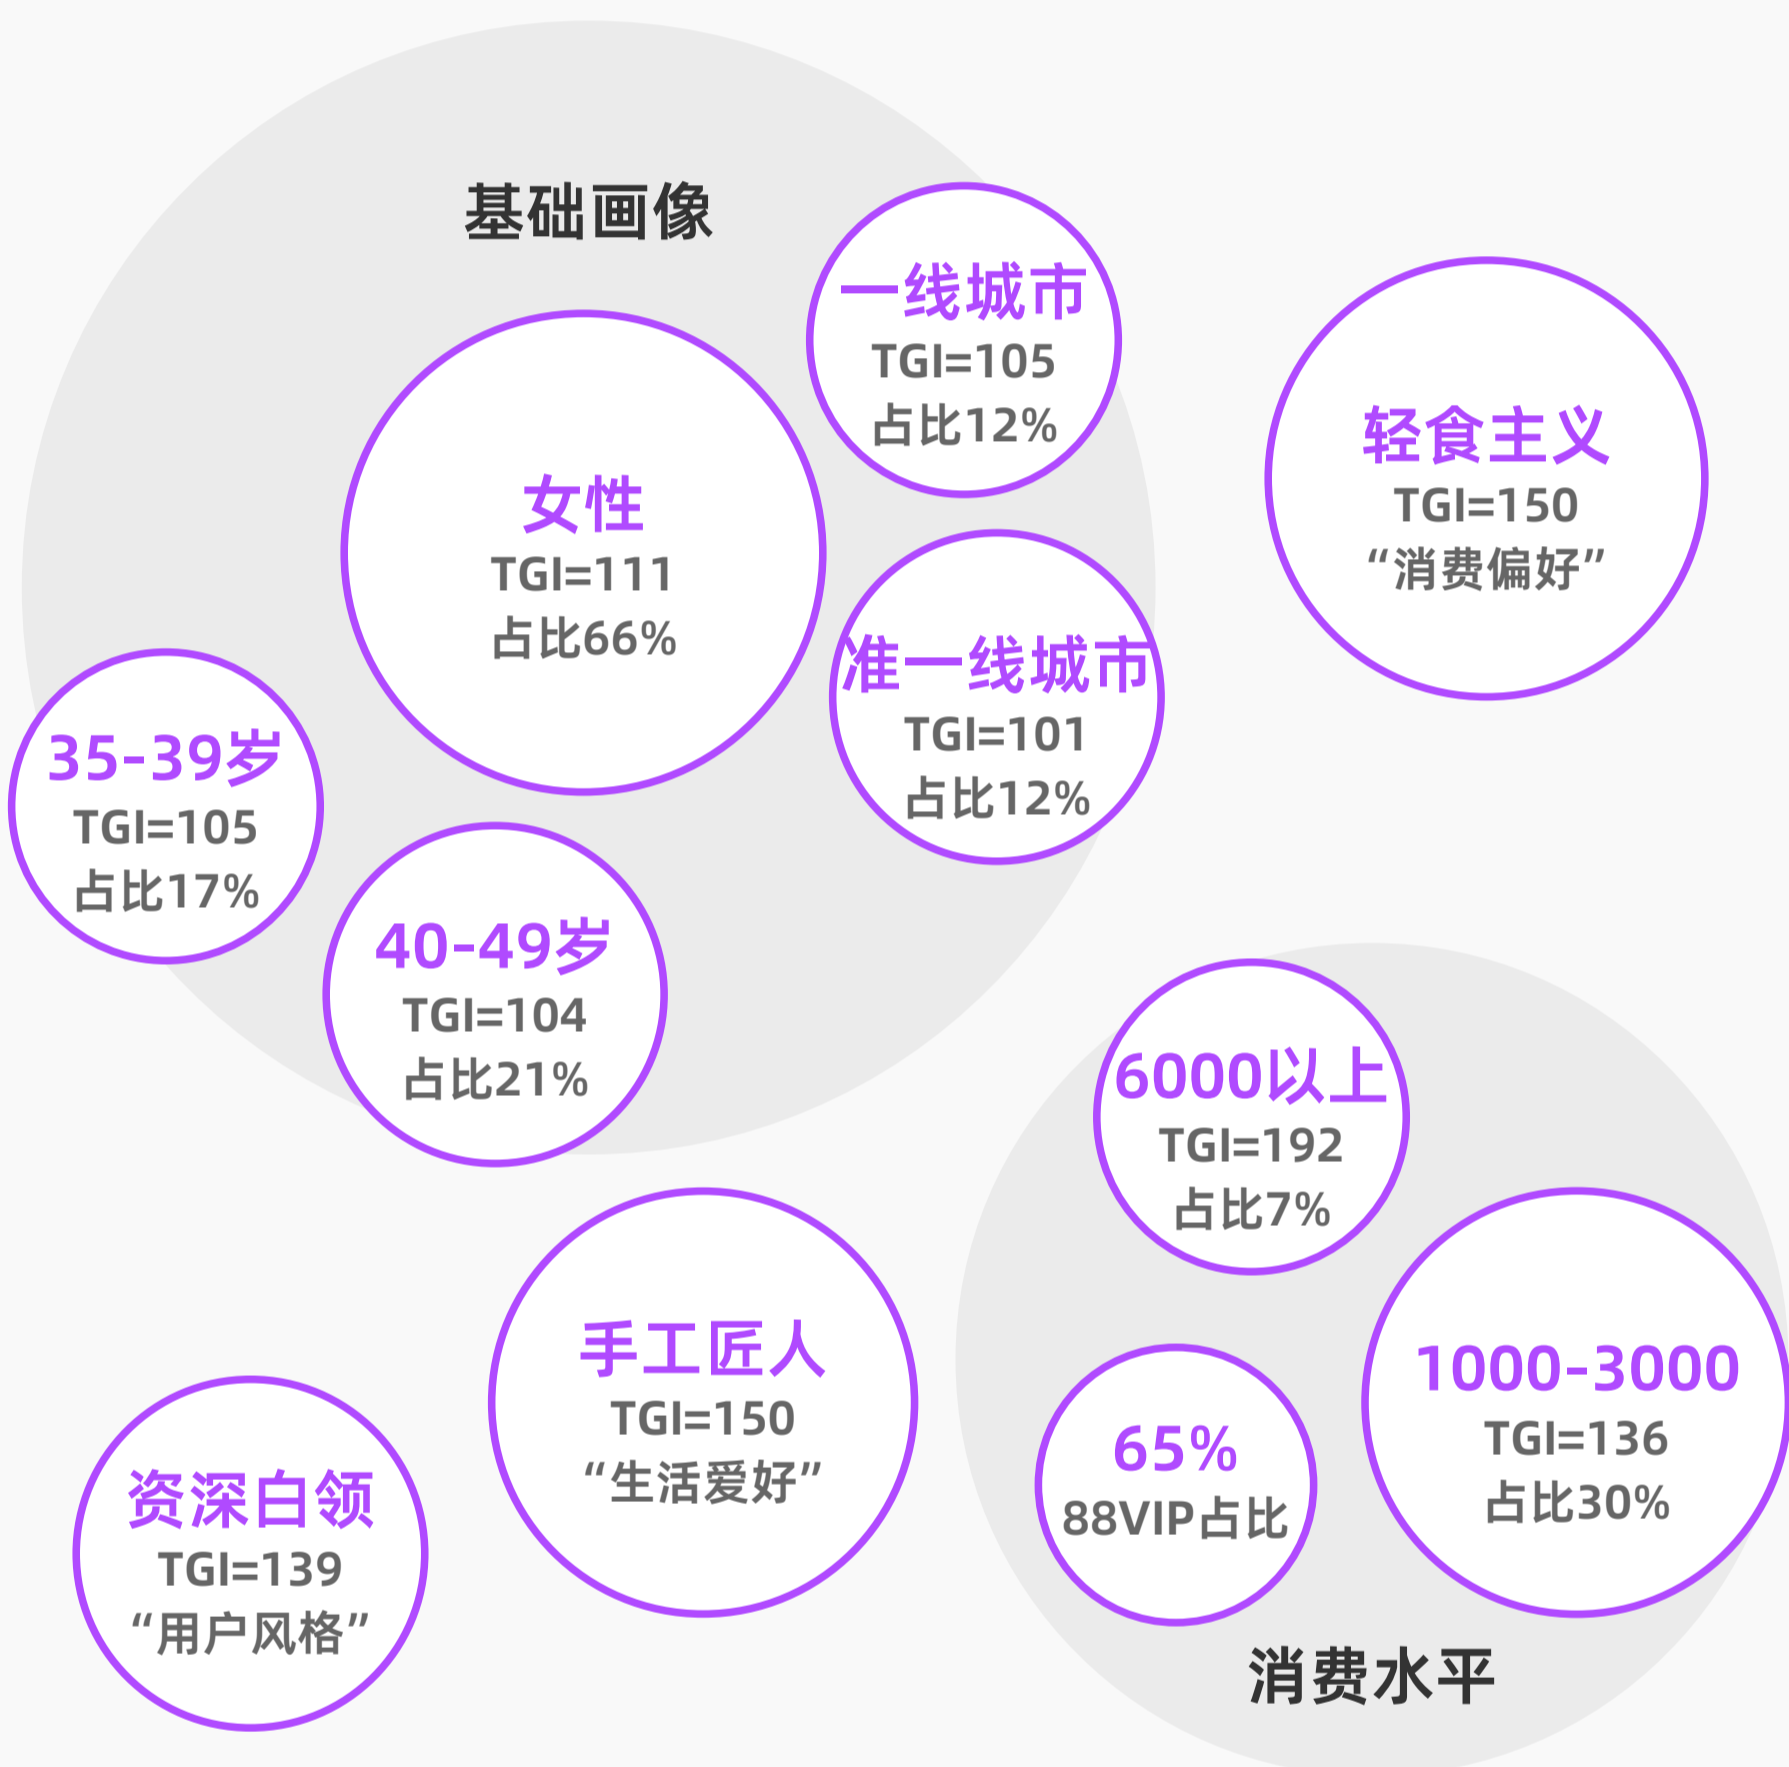 基础画像
一线城市
TGI=105
占比12%
女性
TGI=111
占比66%
准一线城市
TGI=101
占比12%
35-39岁
TGI=105
占比17%
40-49岁
TGI=104
占比21%
轻食主义
TGI=150
“消费偏好”
6000以上
TGI=192
占比7%
1000-3000
TGI=136
占比30%
65%
88VIP占比
消费水平
手工匠人
TGI=150
“生活爱好”
资深白领
TGI=139
“用户风格”